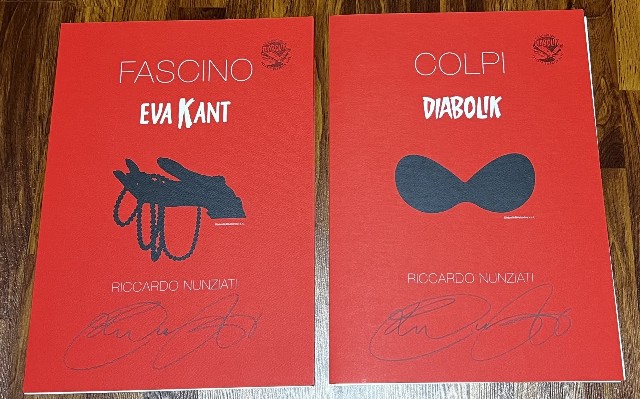 FASCINO
EVA KANT
RICCARDO NUNZIATI
COLPI
DIABOLIK
RICCARDO NUNZIATI